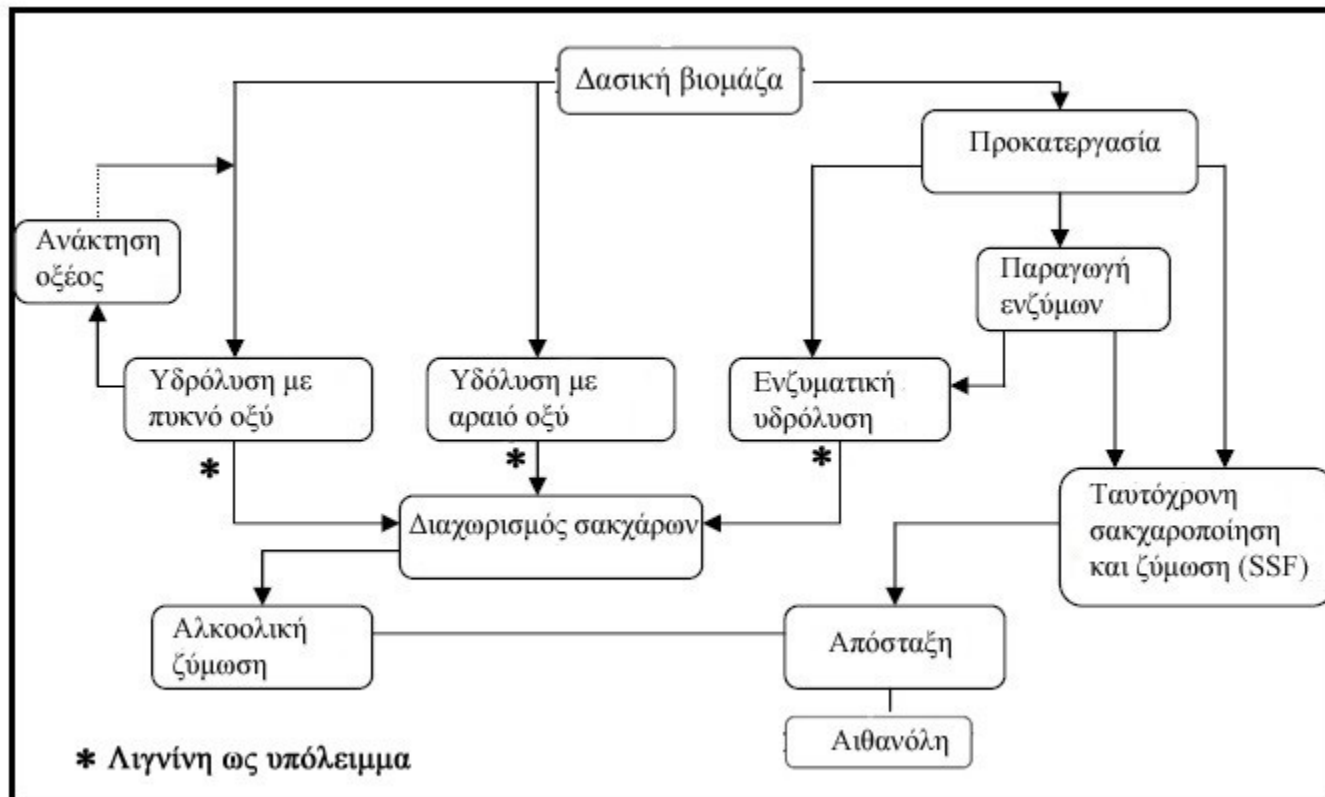 Δασική βιομάζα
Προκατεργασία
Ανάκτηση
οξέος
Παραγωγή
ενζύμων
Υδρόλυση με
πυκνό οξύ
Υδόλυση με
αραιό οξύ
Ενζυματική
υδρόλυση
*
*
*
Ταυτόχρονη
σακχαροποίηση
και ζύμωση (SSF)
Διαχωρισμός σακχάρων
Αλκοολική
ζύμωση
Απόσταξη
Αιθανόλη
* Λιγνίνη ως υπόλειμμα